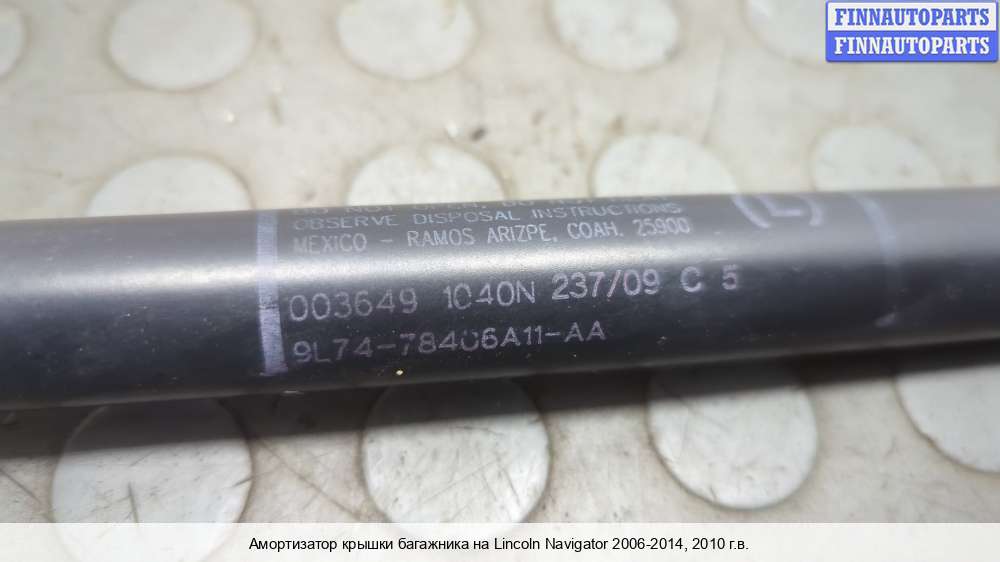 FINNAUTOPARTS
FINNAUTOPARTS
OBSERVE DISPOSAL INSTRUCTIONS
(L)
MEXICO - RAMOS ARIZPE, COAH. 25900
003649 1040N 237/09 C 5
9L74-78406A11-AA
Амортизатор крышки багажника на Lincoln Navigator 2006-2014, 2010 г.в.